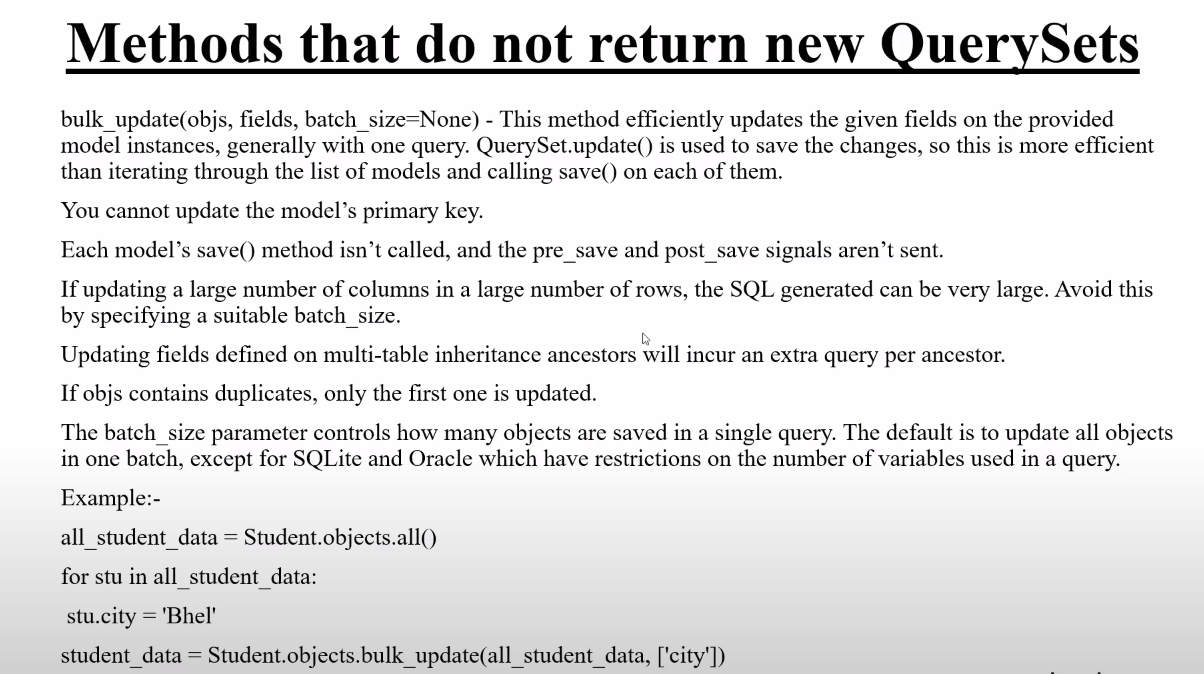 Methods that do not return new QuerySets
bulk_update(objs, fields, batch_size=None) - This method efficiently updates the given fields on the provided
model instances, generally with one query. QuerySet.update() is used to save the changes, so this is more efficient
than iterating through the list of models and calling save() on each of them.
You cannot update the model’s primary key.
Each model’s save() method isn’t called, and the pre_save and post_save signals aren’t sent.
If updating a large number of columns in a large number of rows, the SQL generated can be very large. Avoid this
by specifying a suitable batch_size.
Updating fields defined on multi-table inheritance ancestors will incur an extra query per ancestor.
If objs contains duplicates, only the first one is updated.
The batch_size parameter controls how many objects are saved in a single query. The default is to update all objects
in one batch, except for SQLite and Oracle which have restrictions on the number of variables used in a query.
Example:-
all_student_data = Student.objects.all()
for stu in all_student_data:
stu.city = 'Bhel'
student_data = Student.objects.bulk_update(all_student_data, ['city'])